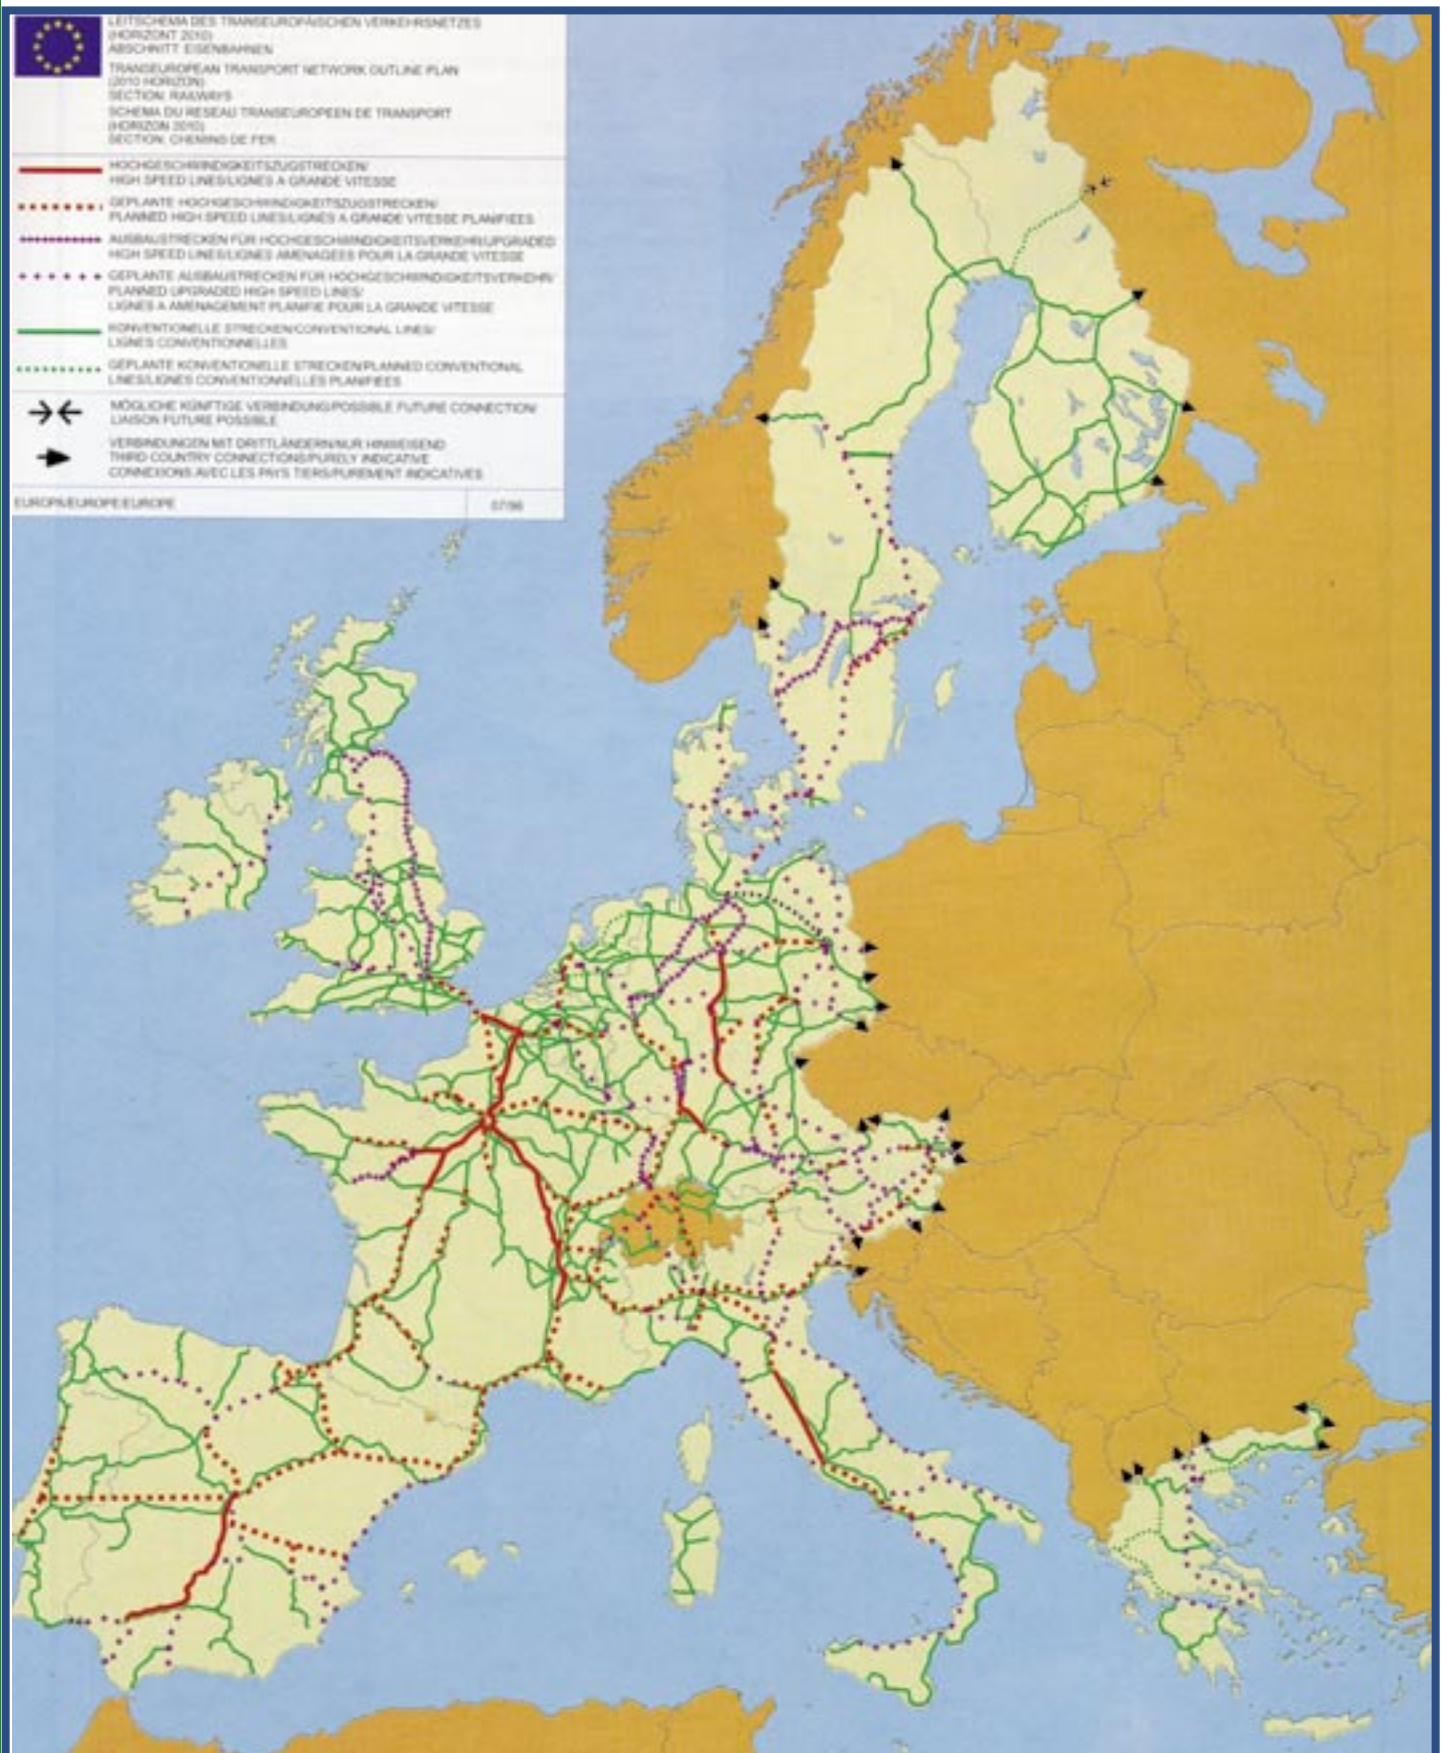 LEITSCHEMA DES TRANSEUROPÄISCHEN VERKEHRSNETZES
(HORIZONT 2010)
ABSCHNITT: EISENBAHNEN
TRANSEUROPEAN TRANSPORT NETWORK OUTLINE PLAN
(2010 HORIZON)
SECTION: RAILWAYS
SCHEMA DU RESEAU TRANSEUROPEEN DE TRANSPORT
(HORIZON 2010)
SECTION: CHEMINS DE FER
HOCHGESCHWINDIGKEITSZUGSTRECKEN/
HIGH SPEED LINES/LIGNES A GRANDE VITESSE
GEPLANTE HOCHGESCHWINDIGKEITSZUGSTRECKEN/
PLANNED HIGH SPEED LINES/LIGNES A GRANDE VITESSE PLANIFIEES
AUSBAUSTRECKEN FÜR HOCHGESCHWINDIGKEITSVERKEHR/UPGRADED
HIGH SPEED LINES/LIGNES AMENAGEES POUR LA GRANDE VITESSE
GEPLANTE AUSBAUSTRECKEN FÜR HOCHGESCHWINDIGKEITSVERKEHR/
PLANNED UPGRADED HIGH SPEED LINES/
LIGNES A AMENAGEMENT PLANIFIE POUR LA GRANDE VITESSE
KONVENTIONELLE STRECKEN/CONVENTIONAL LINES/
LIGNES CONVENTIONNELLES
GEPLANTE KONVENTIONELLE STRECKEN/PLANNED CONVENTIONAL
LINES/LIGNES CONVENTIONNELLES PLANIFIEES
MÖGLICHE KÜNFTIGE VERBINDUNG/POSSIBLE FUTURE CONNECTION/
LIAISON FUTURE POSSIBLE
VERBINDUNGEN MIT DRITTLÄNDERN/NUR HINWEISEND
THIRD COUNTRY CONNECTIONS/PURELY INDICATIVE
CONNEXIONS AVEC LES PAYS TIERS/PUREMENT INDICATIVES
EUROPA/EUROPE/EUROPE
07/96